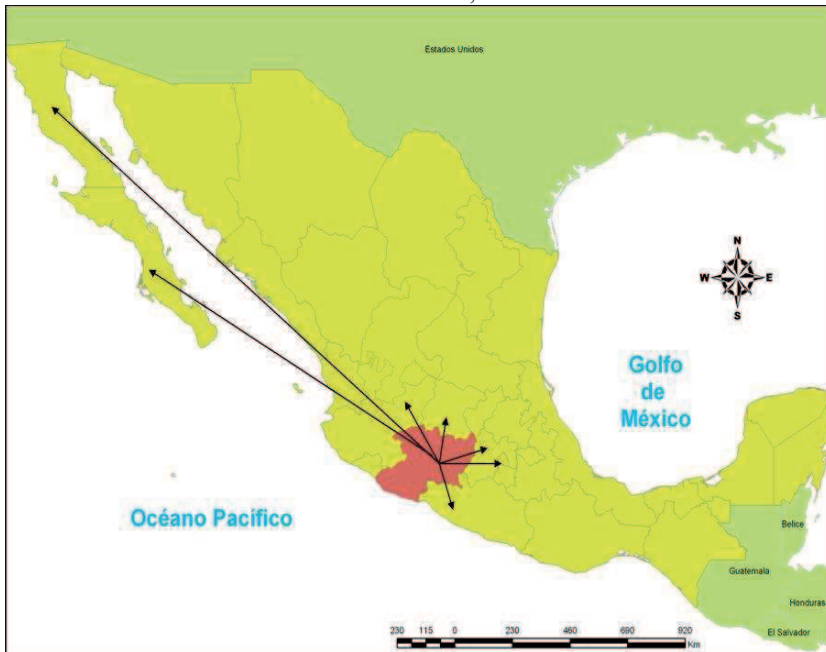 Estados Unidos
N
W E
S
Golfo
de
México
Océano Pacífico
Belice
Guatemala
Honduras
El Salvador
230 115 0 230 460 690 920
Km